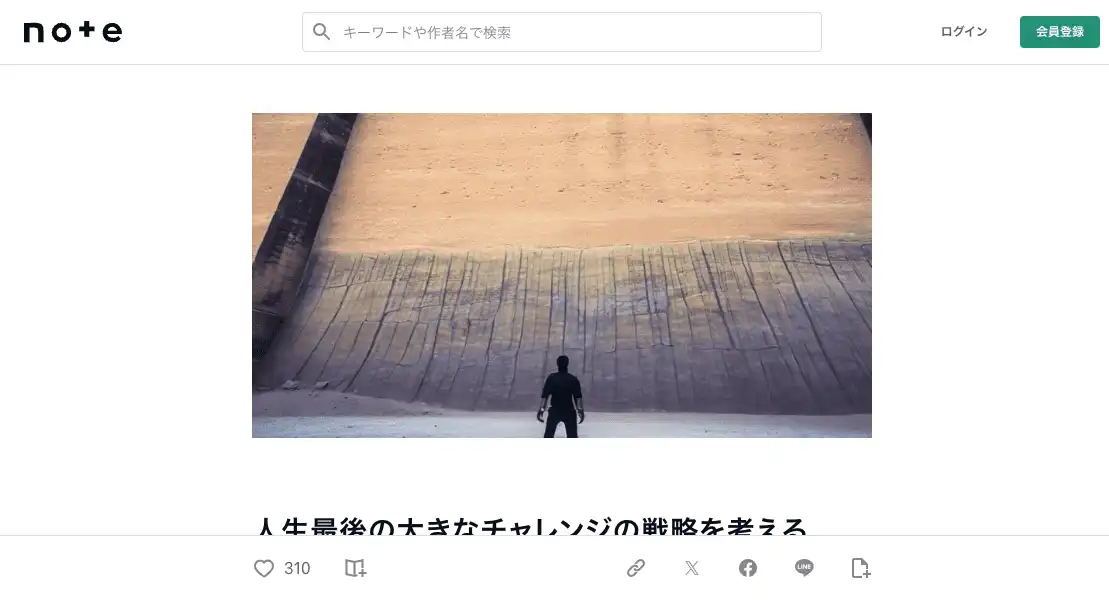 note
キーワードや作者名で検索
ログイン
会員登録
人生最後の大きなチャレンジの戦略を考える
310
LINE